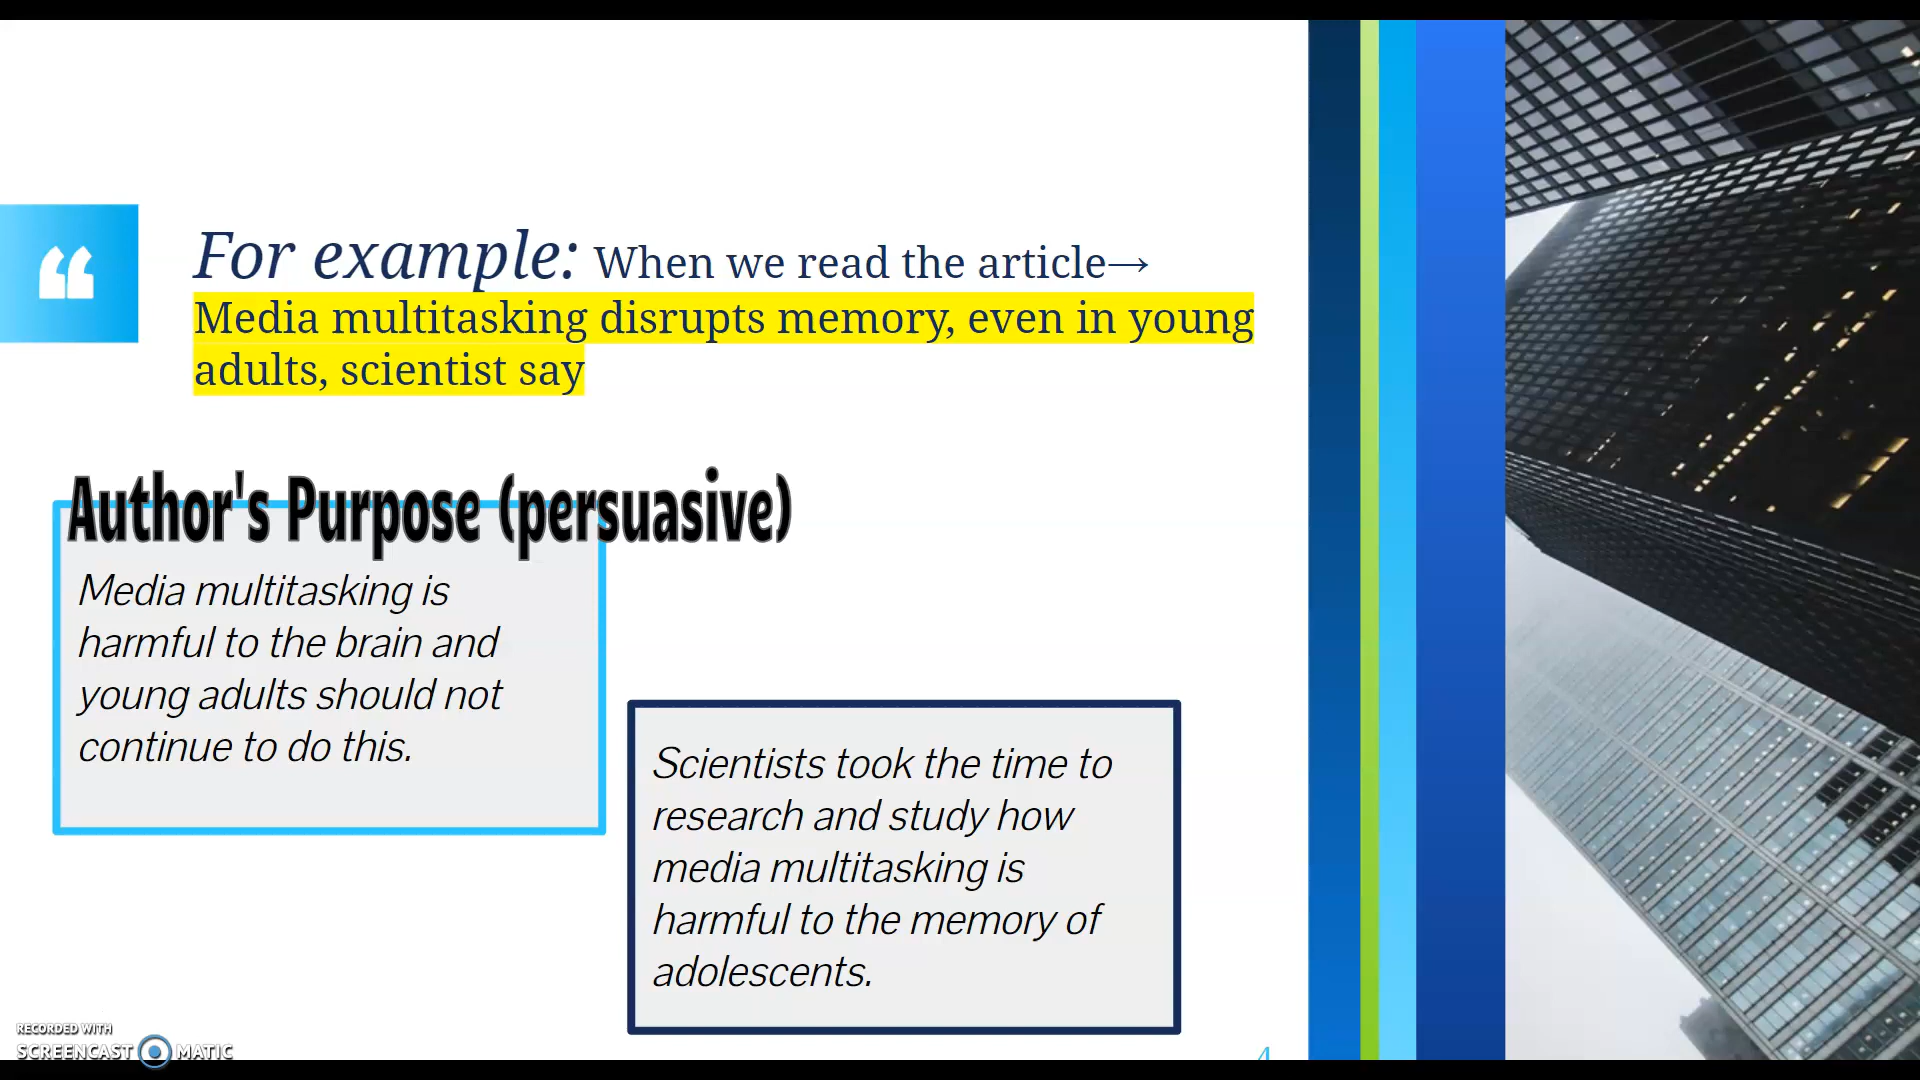 “
For example: When we read the article→
Media multitasking disrupts memory, even in young
adults, scientist say
Author's Purpose (persuasive)
Media multitasking is
harmful to the brain and
young adults should not
continue to do this.
Scientists took the time to
research and study how
media multitasking is
harmful to the memory of
adolescents.
4
RECORDED WITH
SCREENCAST MATIC